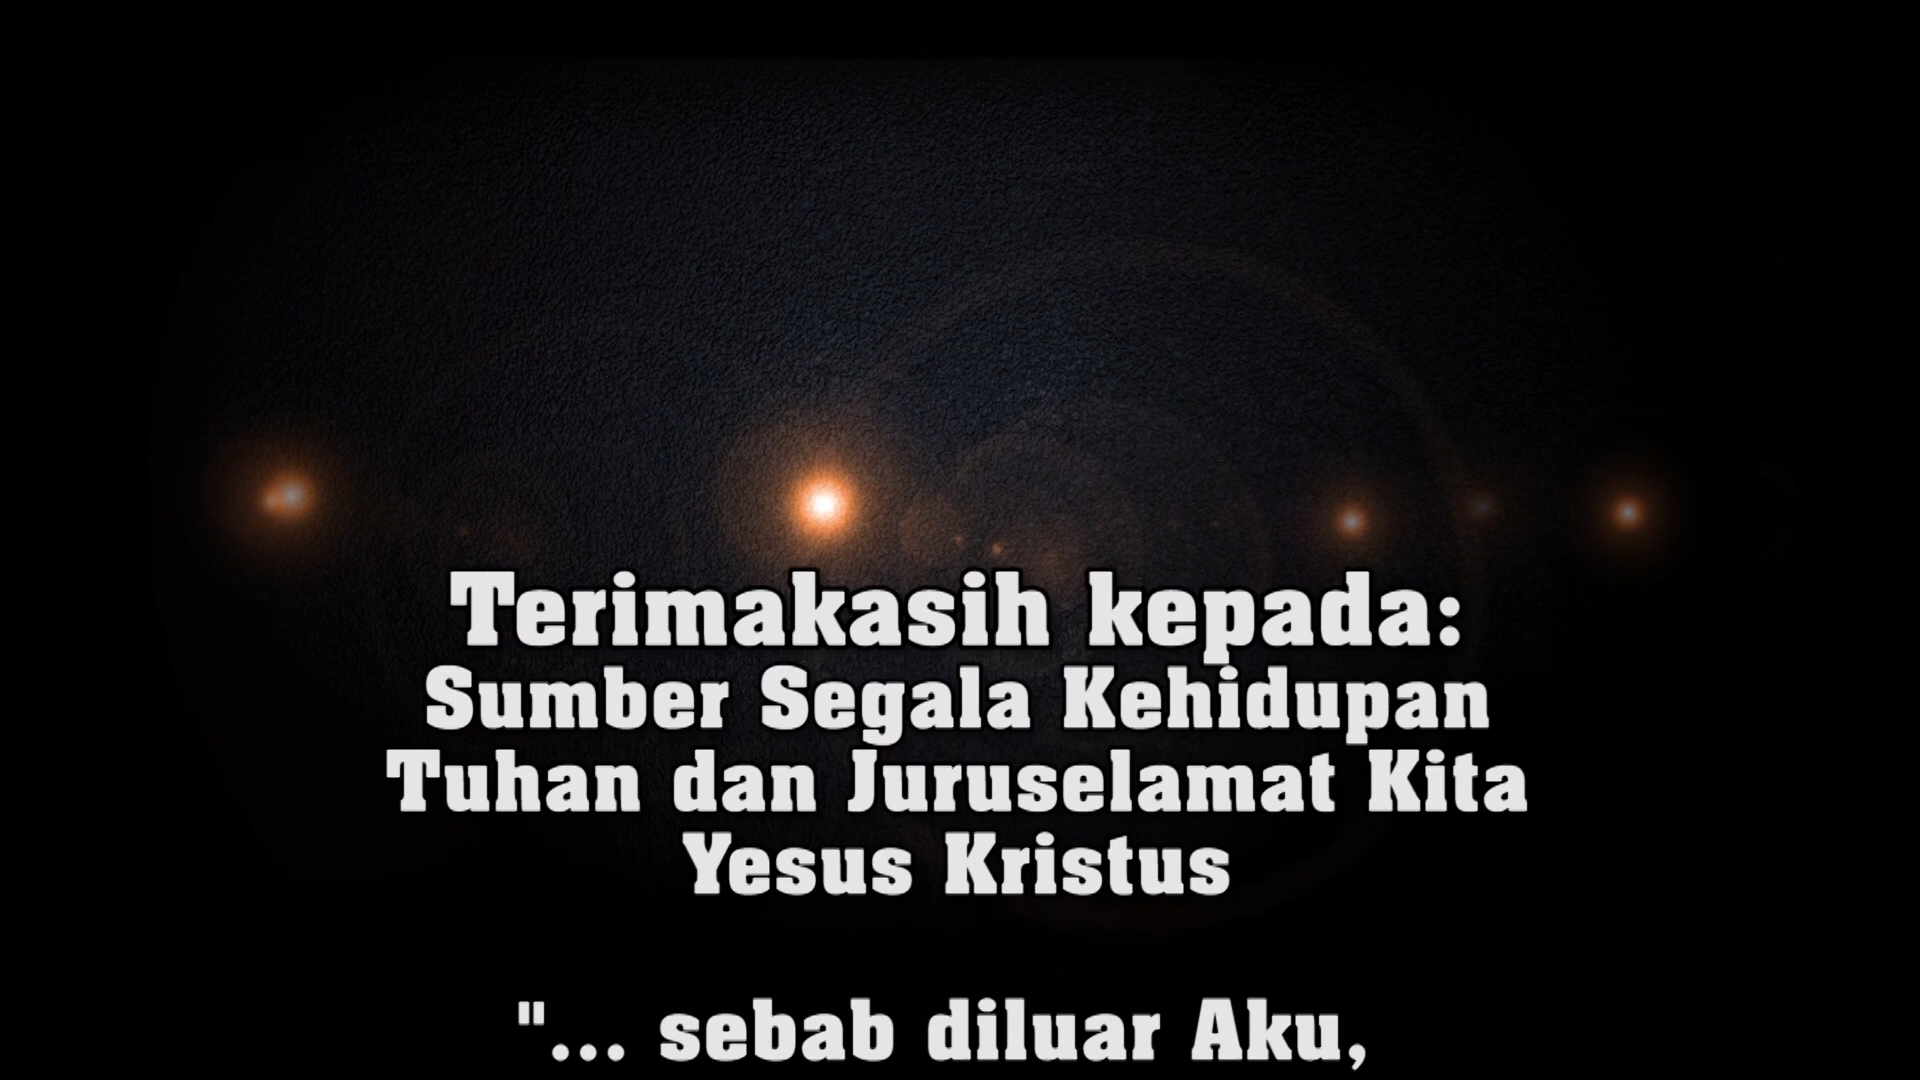 Terimakasih kepada:
Sumber Segala Kehidupan
Tuhan dan Juruselamat Kita
Yesus Kristus
"... sebab diluar Aku,